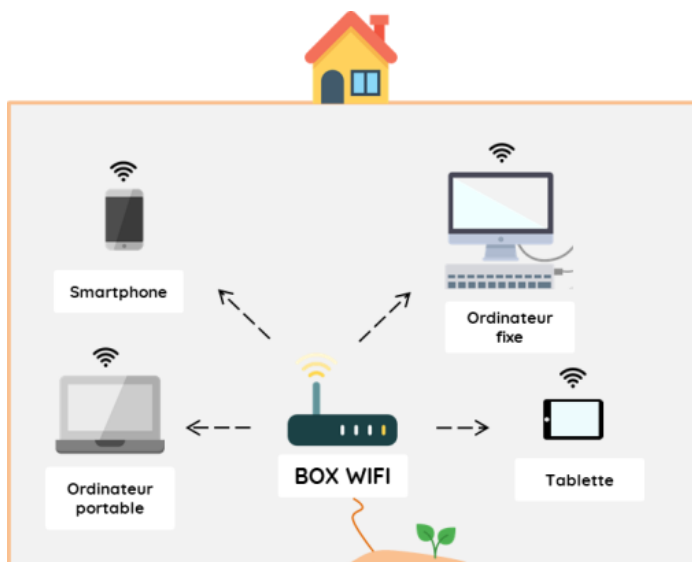 Smartphone
Ordinateur
fixe
BOX WIFI
Ordinateur
portable
Tablette